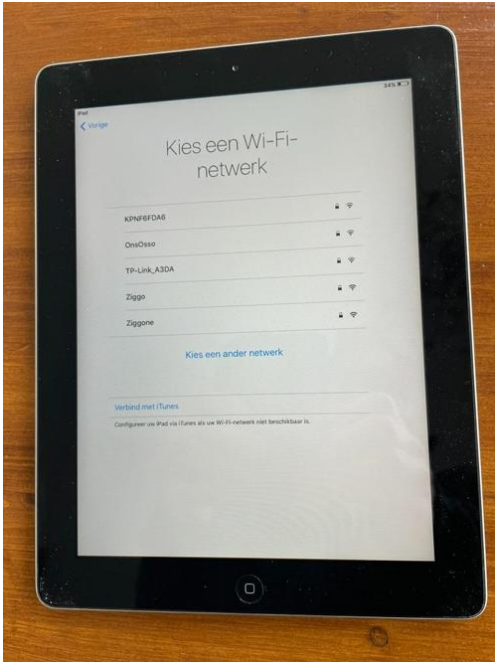 iPad
34%
Vorige
Kies een Wi-Fi-
netwerk
KPNF6FDA6
OnsOsso
TP-Link_A3DA
Ziggo
Ziggone
Kies een ander netwerk
Verbind met iTunes
Configureer uw iPad via iTunes als uw Wi-Fi-netwerk niet beschikbaar is.